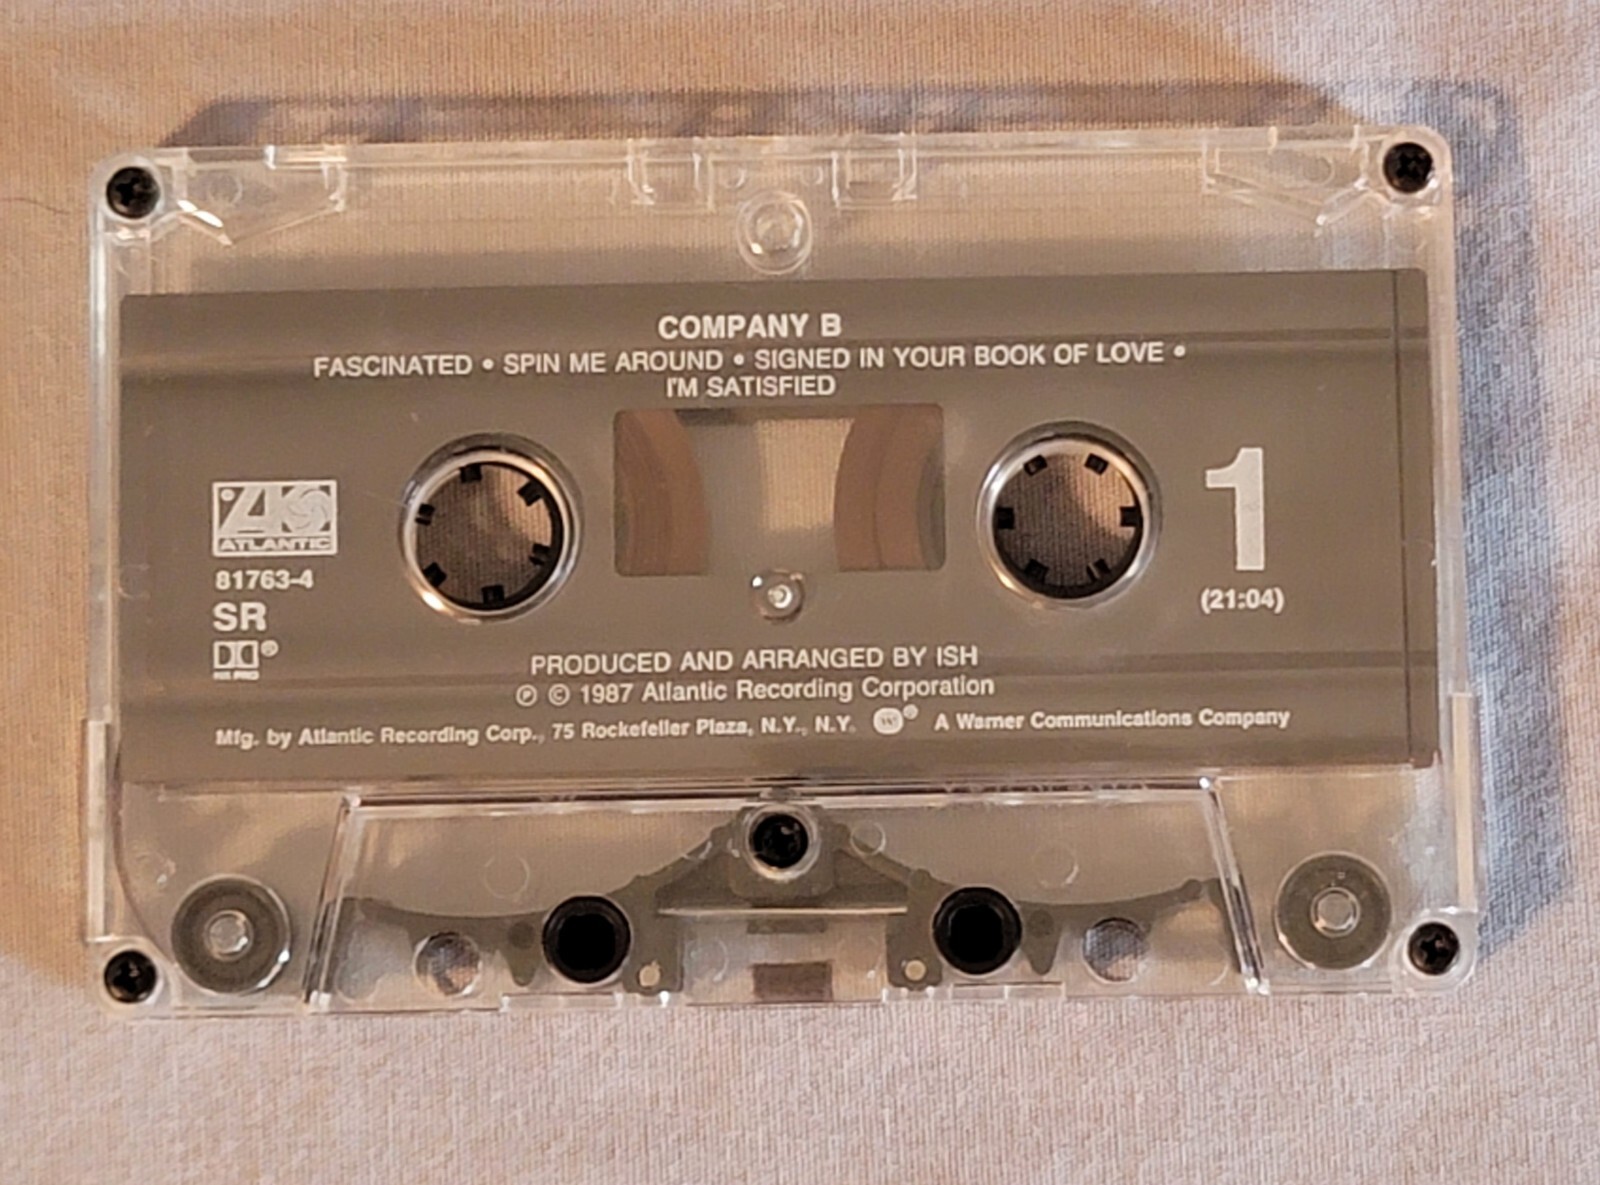 COMPANY B
FASCINATED • SPIN ME AROUND • SIGNED IN YOUR BOOK OF LOVE •
I'M SATISFIED
ATLANTIC
81763-4
SR
1
(21:04)
PRODUCED AND ARRANGED BY ISH
℗ © 1987 Atlantic Recording Corporation
Mfg. by Atlantic Recording Corp., 75 Rockefeller Plaza, N.Y., N.Y. W® A Warner Communications Company